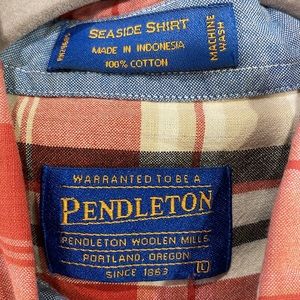 SEASIDE SHIRT
MADE IN INDONESIA
100% COTTON
MACHINE
WASH
WARRANTED TO BE A
PENDLETON
PENDLETON WOOLEN MILLS
PORTLAND, OREGON
SINCE 1863
L